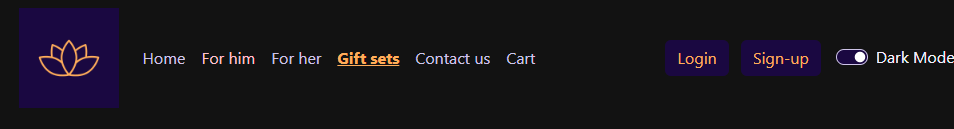 Home For him For her Gift sets Contact us Cart Login Sign-up Dark Mode